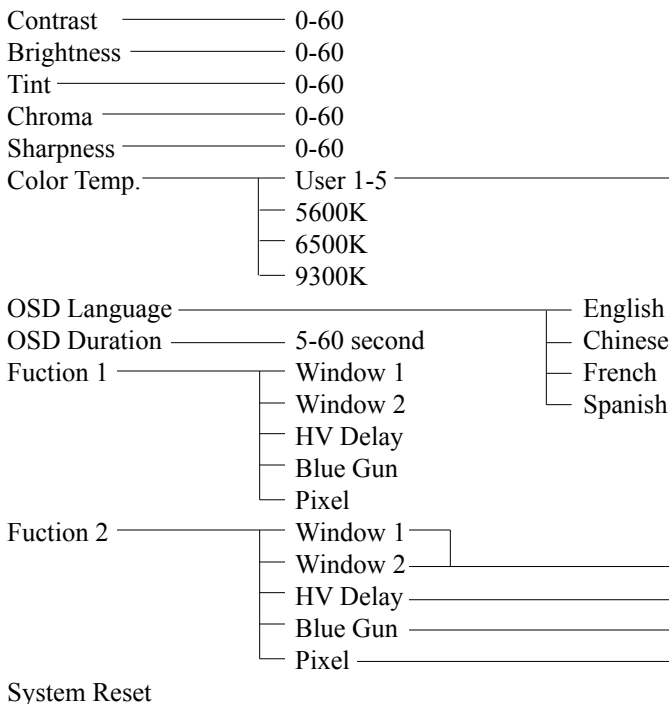 Contrast 0-60
Brightness 0-60
Tint 0-60
Chroma 0-60
Sharpness 0-60
Color Temp. User 1-5
5600K
6500K
9300K
OSD Language English
OSD Duration 5-60 second Chinese
Fuction 1 Window 1 French
Window 2 Spanish
HV Delay
Blue Gun
Pixel
Fuction 2 Window 1
Window 2
HV Delay
Blue Gun
Pixel
System Reset